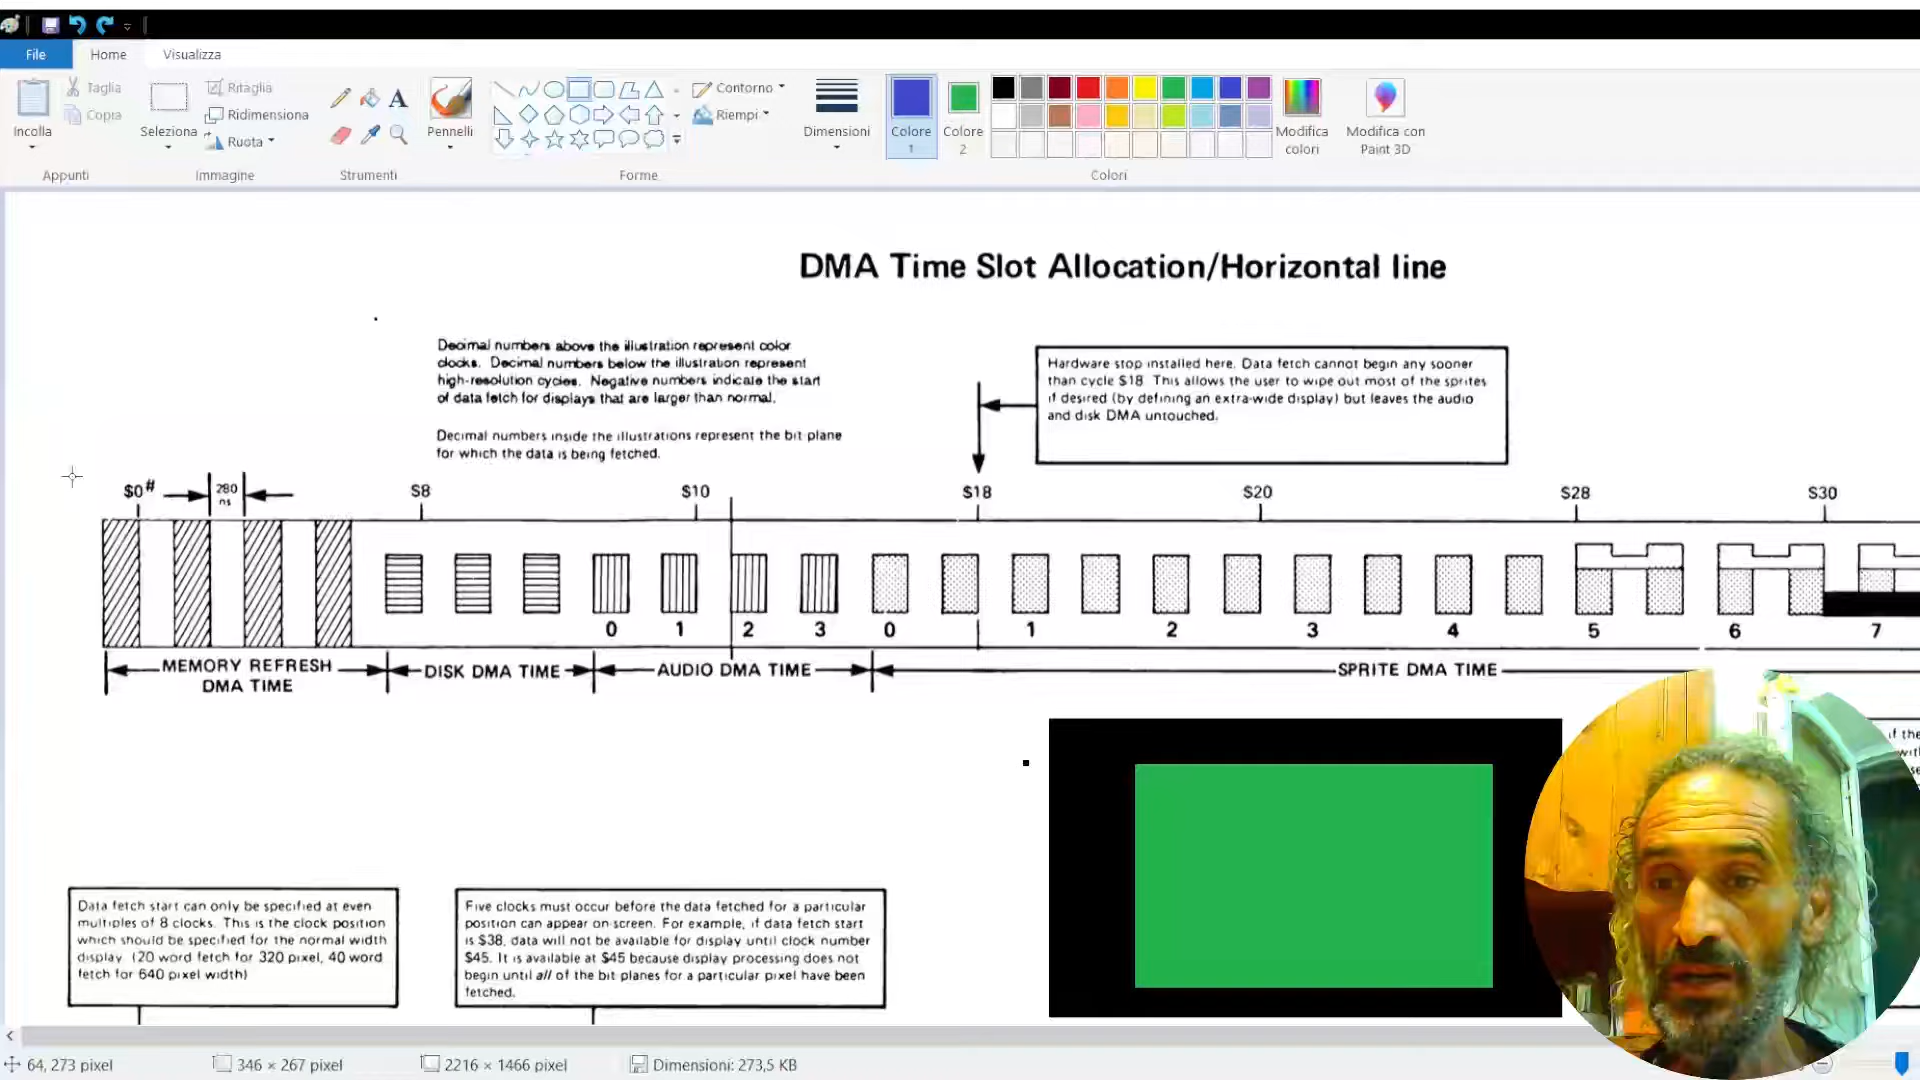 File Home Visualizza
Incolla
Taglia
Copia
Appunti
Seleziona
Ritaglia
Ridimensiona
Ruota
Immagine
Strumenti
Pennelli
Contorno
Riempi
Forme
Dimensioni
Colore
1
Colore
2
Modifica
colori
Modifica con
Paint 3D
Colori
DMA Time Slot Allocation/Horizontal line
Decimal numbers above the illustration represent color
clocks. Decimal numbers below the illustration represent
high-resolution cycles. Negative numbers indicate the start
of data fetch for displays that are larger than normal.
Decimal numbers inside the illustrations represent the bit plane
for which the data is being fetched.
Hardware stop installed here. Data fetch cannot begin any sooner
than cycle $18. This allows the user to wipe out most of the sprites
if desired (by defining an extra-wide display) but leaves the audio
and disk DMA untouched.
$0# 280 ns $8 $10 $18 $20 $28 $30
0 1 2 3 0 1 2 3 4 5 6 7
MEMORY REFRESH
DMA TIME
DISK DMA TIME
AUDIO DMA TIME
SPRITE DMA TIME
if the
Data fetch start can only be specified at even
multiples of 8 clocks. This is the clock position
which should be specified for the normal width
display. (20 word fetch for 320 pixel, 40 word
fetch for 640 pixel width)
Five clocks must occur before the data fetched for a particular
position can appear on-screen. For example, if data fetch start
is $38, data will not be available for display until clock number
$45. It is available at $45 because display processing does not
begin until all of the bit planes for a particular pixel have been
fetched.
64, 273 pixel 346 × 267 pixel 2216 × 1466 pixel Dimensioni: 273,5 KB